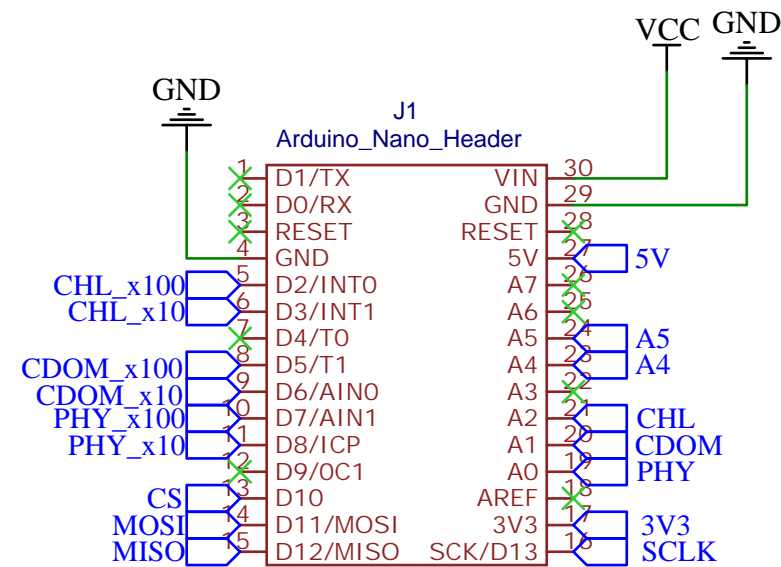 VCC GND
GND
J1
Arduino_Nano_Header
1 D1/TX VIN 30
2 D0/RX GND 29
3 RESET RESET 28
4 GND 5V 27 5V
CHL_x100 5 D2/INT0 A7 26
CHL_x10 6 D3/INT1 A6 25
7 D4/T0 A5 24 A5
CDOM_x100 8 D5/T1 A4 23 A4
CDOM_x10 9 D6/AIN0 A3 22
PHY_x100 10 D7/AIN1 A2 21 CHL
PHY_x10 11 D8/ICP A1 20 CDOM
12 D9/0C1 A0 19 PHY
CS 13 D10 AREF 18
MOSI 14 D11/MOSI 3V3 17 3V3
MISO 15 D12/MISO SCK/D13 16 SCLK